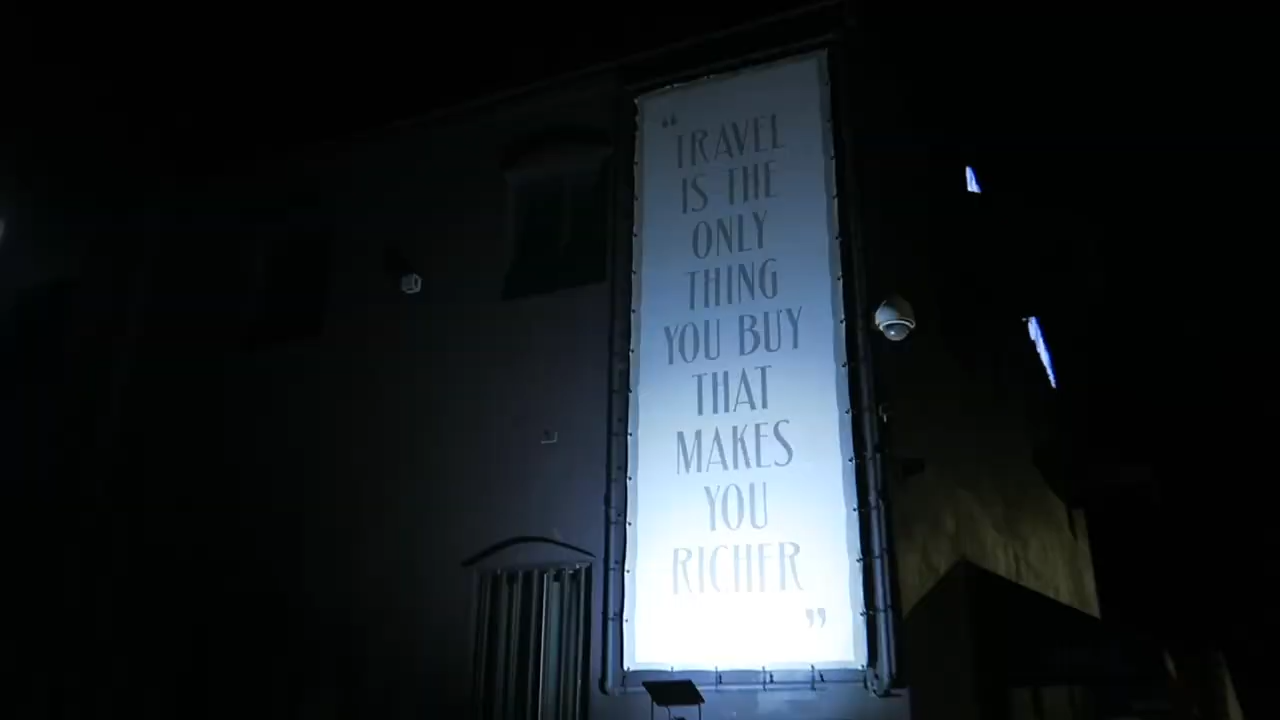 “TRAVEL
IS THE
ONLY
THING
YOU BUY
THAT
MAKES
YOU
RICHER
”